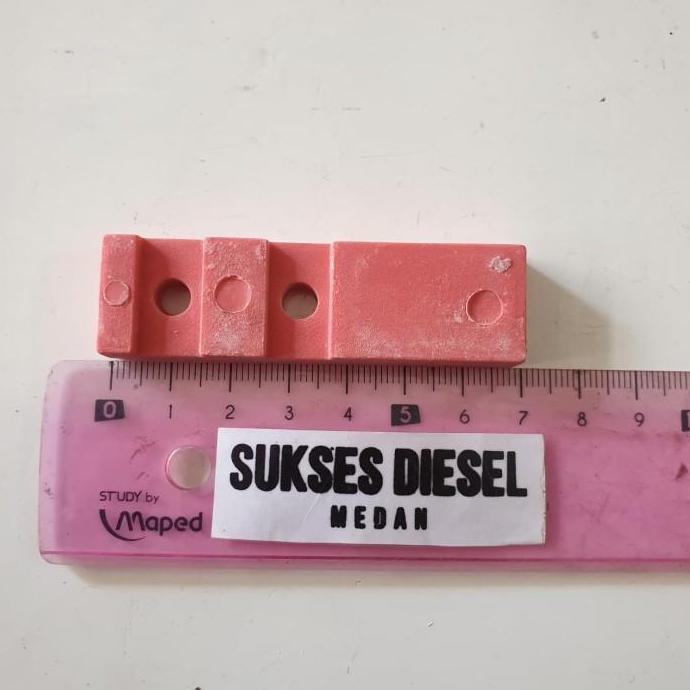 0 1 2 3 4 5 6 7 8 9
SUKSES DIESEL
MEDAN
STUDY by
Maped